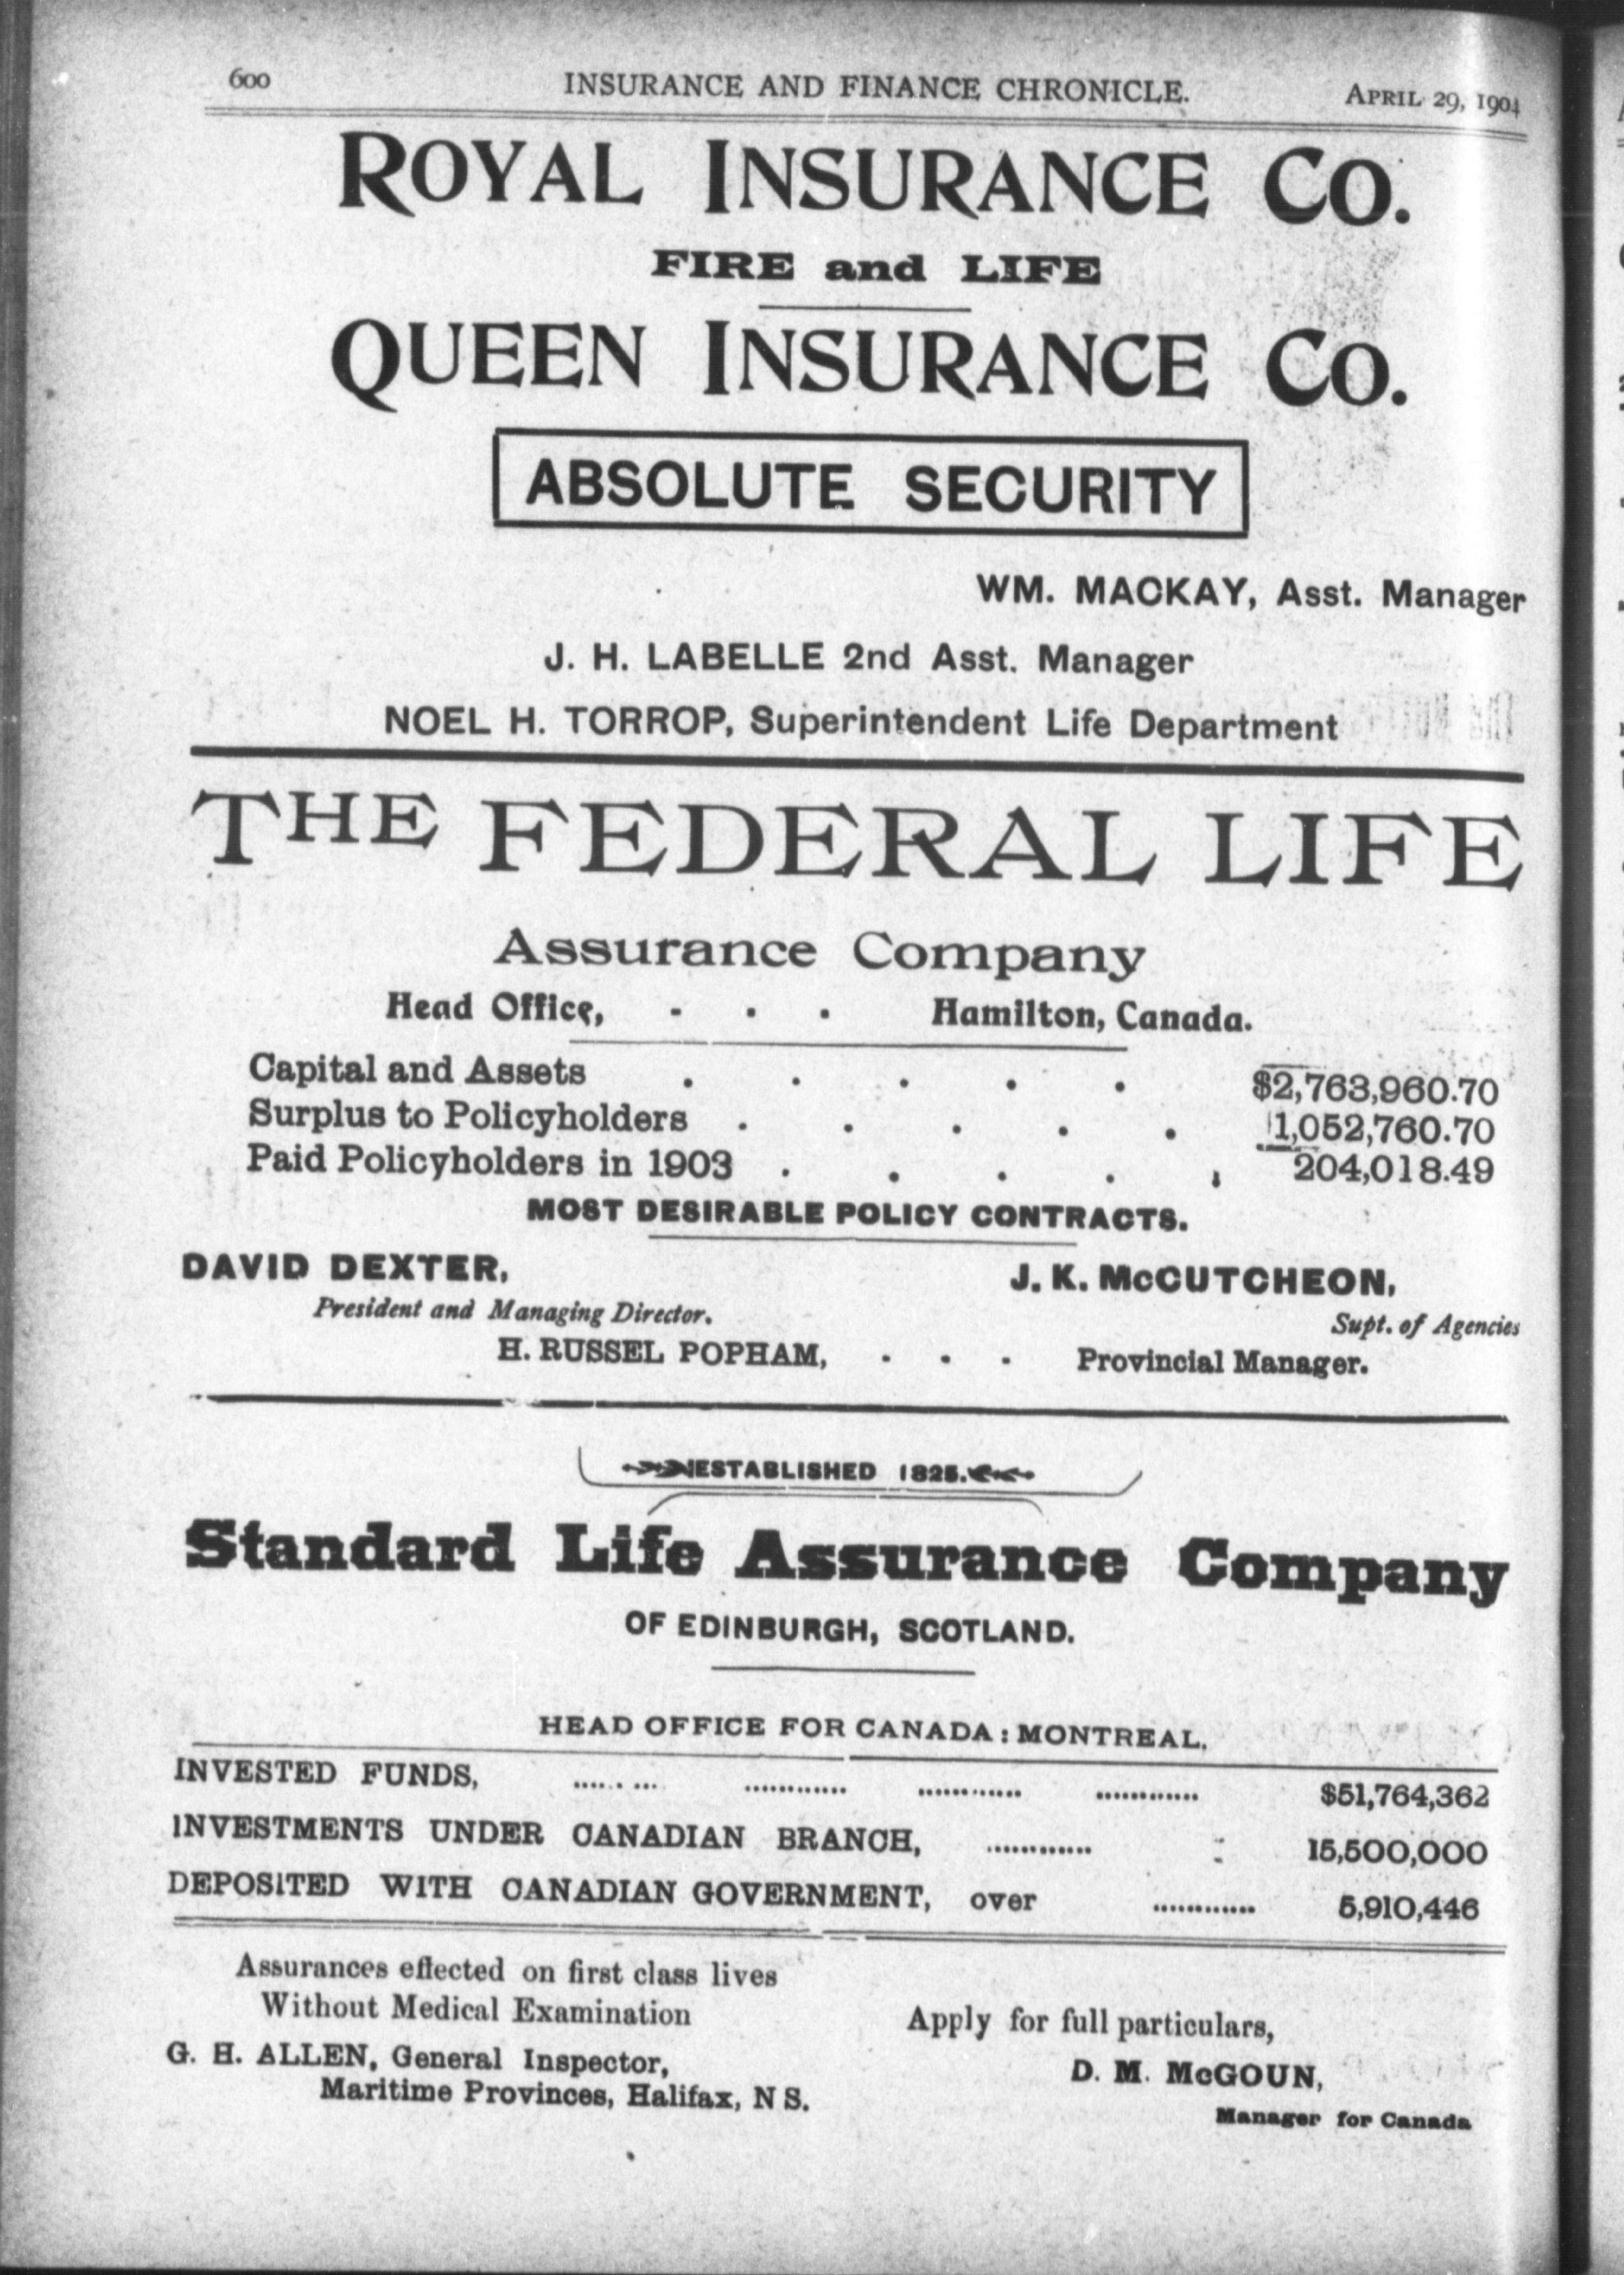 600 INSURANCE AND FINANCE CHRONICLE. APRIL 29, 1904
ROYAL INSURANCE CO.
FIRE and LIFE
QUEEN INSURANCE CO.
ABSOLUTE SECURITY
WM. MACKAY, Asst. Manager
J. H. LABELLE 2nd Asst. Manager
NOEL H. TORROP, Superintendent Life Department
THE FEDERAL LIFE
Assurance Company
Head Office, - . . Hamilton, Canada.
Capital and Assets . . . . . $2,763,960.70
Surplus to Policyholders . . . . . 1,052,760.70
Paid Policyholders in 1903 . . . . . 204,018.49
MOST DESIRABLE POLICY CONTRACTS.
DAVID DEXTER, J. K. McCUTCHEON,
President and Managing Director. Supt. of Agencies
H. RUSSEL POPHAM, . . . Provincial Manager.
ESTABLISHED 1825.
Standard Life Assurance Company
OF EDINBURGH, SCOTLAND.
HEAD OFFICE FOR CANADA : MONTREAL.
INVESTED FUNDS, ......... ............ ............ ............ $51,764,362
INVESTMENTS UNDER CANADIAN BRANCH, ............ 15,500,000
DEPOSITED WITH CANADIAN GOVERNMENT, over ............ 5,910,446
Assurances effected on first class lives
Without Medical Examination
Apply for full particulars,
G. H. ALLEN, General Inspector,
Maritime Provinces, Halifax, N S.
D. M. McGOUN,
Manager for Canada